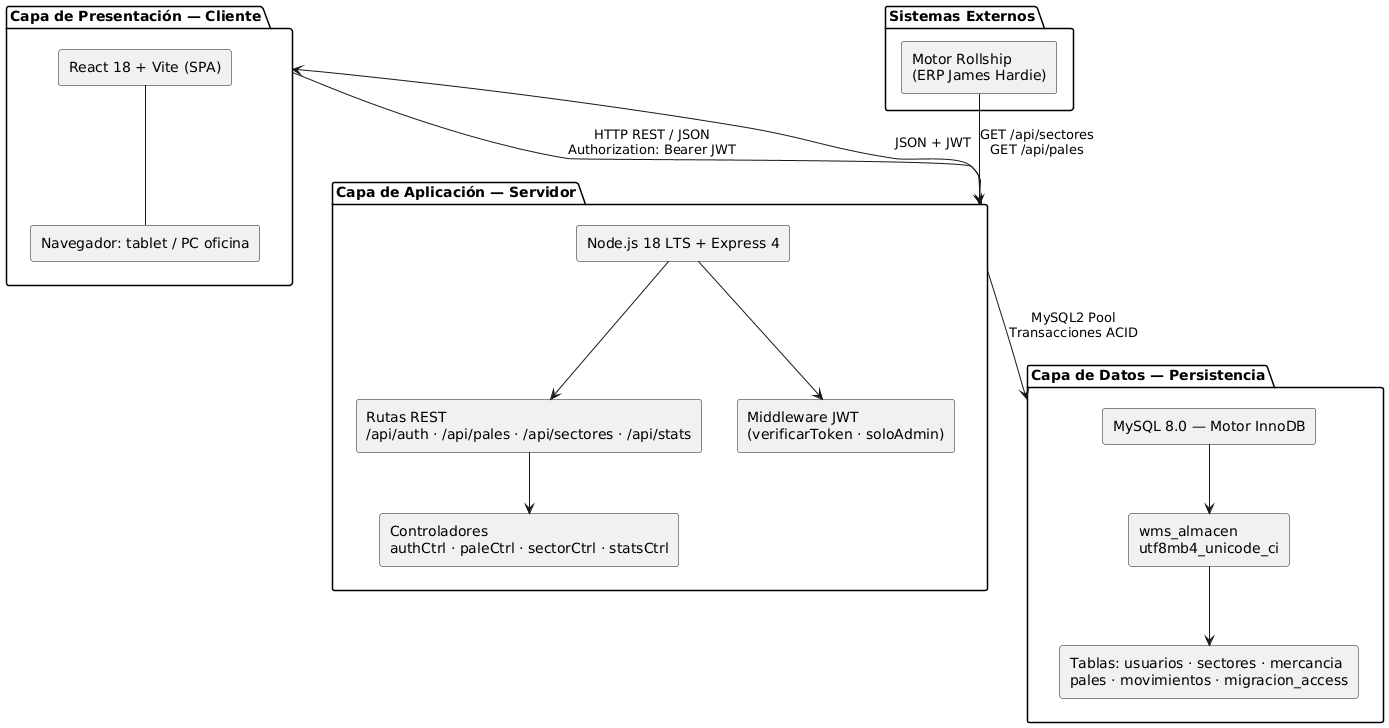 Capa de Presentación — Cliente
React 18 + Vite (SPA)
Navegador: tablet / PC oficina
Sistemas Externos
Motor Rollship
(ERP James Hardie)
HTTP REST / JSON
Authorization: Bearer JWT
JSON + JWT
GET /api/sectores
GET /api/pales
Capa de Aplicación — Servidor
Node.js 18 LTS + Express 4
Rutas REST
/api/auth · /api/pales · /api/sectores · /api/stats
Middleware JWT
(verificarToken · soloAdmin)
Controladores
authCtrl · paleCtrl · sectorCtrl · statsCtrl
MySQL2 Pool
Transacciones ACID
Capa de Datos — Persistencia
MySQL 8.0 — Motor InnoDB
wms_almacen
utf8mb4_unicode_ci
Tablas: usuarios · sectores · mercancia
pales · movimientos · migracion_access